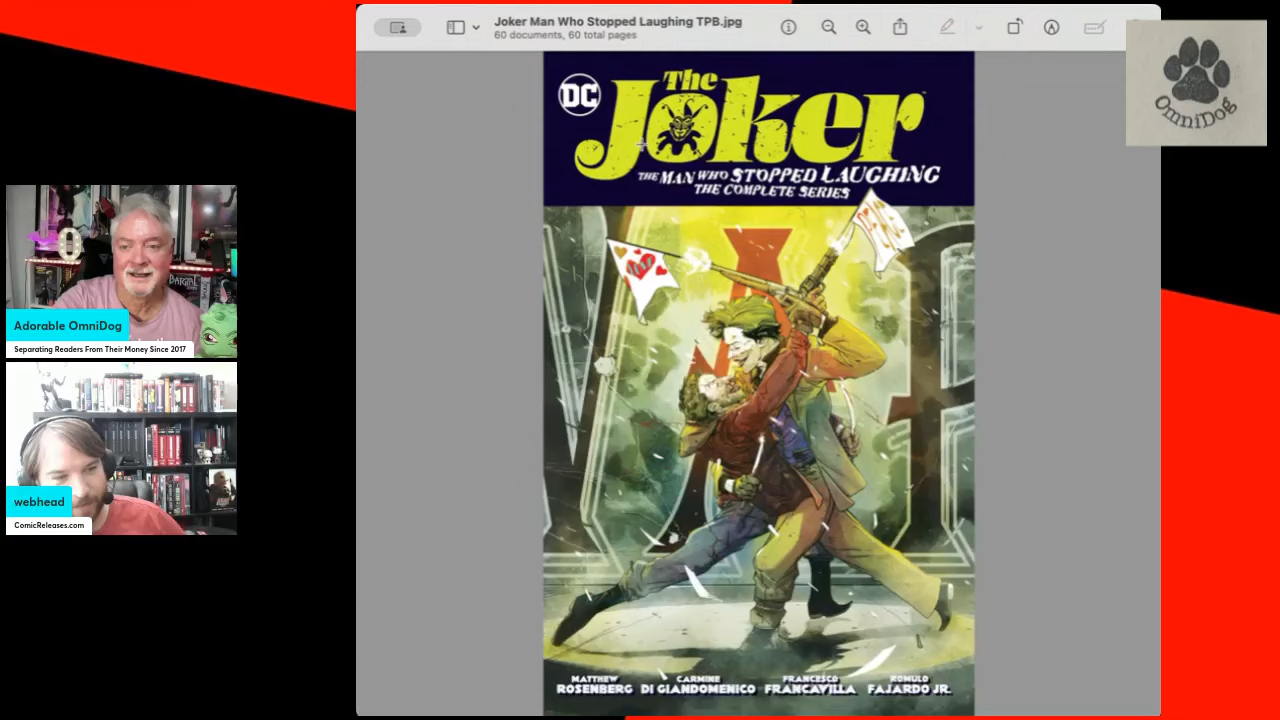 Joker Man Who Stopped Laughing TPB.jpg
60 documents, 60 total pages
OmniDog
DC
The
Joker
THE MAN WHO STOPPED LAUGHING
THE COMPLETE SERIES
BATGIRL
Adorable OmniDog
Separating Readers From Their Money Since 2017
webhead
ComicReleases.com
MATTHEW ROSENBERG
CARMINE DI GIANDOMENICO
FRANCESCO FRANCAVILLA
ROMULO FAJARDO JR.